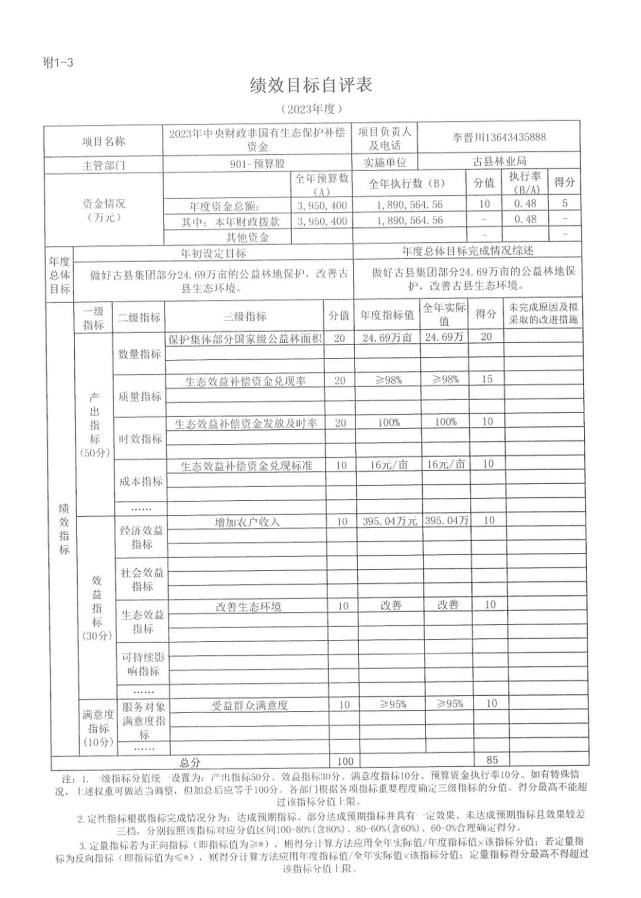 附1-3
绩效目标自评表
（2023年度）
项目名称 2023年中央财政非国有生态保护补偿资金 项目负责人及电话 李晋川13643435888
主管部门 901-预算股 实施单位 古县林业局
资金情况（万元） 全年预算数（A） 全年执行数（B） 分值 执行率（B/A） 得分
年度资金总额： 3,950,400 1,890,564.56 10 0.48 5
其中：本年财政拨款 3,950,400 1,890,564.56 - 0.48 -
其他资金 - -
年度总体目标 年初设定目标 年度总体目标完成情况综述
做好古县集团部分24.69万亩的公益林地保护，改善古县生态环境。 做好古县集团部分24.69万亩的公益林地保护，改善古县生态环境。
绩效指标 一级指标 二级指标 三级指标 分值 年度指标值 全年实际值 得分 未完成原因及拟采取的改进措施
产出指标(50分) 数量指标 保护集体部分国家级公益林面积 20 24.69万亩 24.69万 20
质量指标 生态效益补偿资金兑现率 20 ≥98% ≥98% 15
时效指标 生态效益补偿资金发放及时率 20 100% 100% 10
成本指标 生态效益补偿资金兑现标准 10 16元/亩 16元/亩 10
……
效益指标(30分) 经济效益指标 增加农户收入 10 395.04万元 395.04万 10
社会效益指标
生态效益指标 改善生态环境 10 改善 改善 10
可持续影响指标
……
满意度指标(10分) 服务对象满意度指标 受益群众满意度 10 ≥95% ≥95% 10
……
总分 100 85
注：1. 一级指标分值统一设置为：产出指标50分、效益指标30分、满意度指标10分、预算资金执行率10分。如有特殊情
况，上述权重可做适当调整，但加总后应等于100分。各部门根据各项指标重要程度确定三级指标的分值。得分最高不能超
过该指标分值上限。
2.定性指标根据指标完成情况分为：达成预期指标、部分达成预期指标并具有一定效果、未达成预期指标且效果较差
三档，分别按照该指标对应分值区间100-80%(含80%)、80-60%(含60%)、60-0%合理确定得分。
3.定量指标若为正向指标（即指标值为≥*），则得分计算方法应用全年实际值/年度指标值×该指标分值；若定量指
标为反向指标（即指标值为≤*），则得分计算方法应用年度指标值/全年实际值×该指标分值；定量指标得分最高不得超过
该指标分值上限。